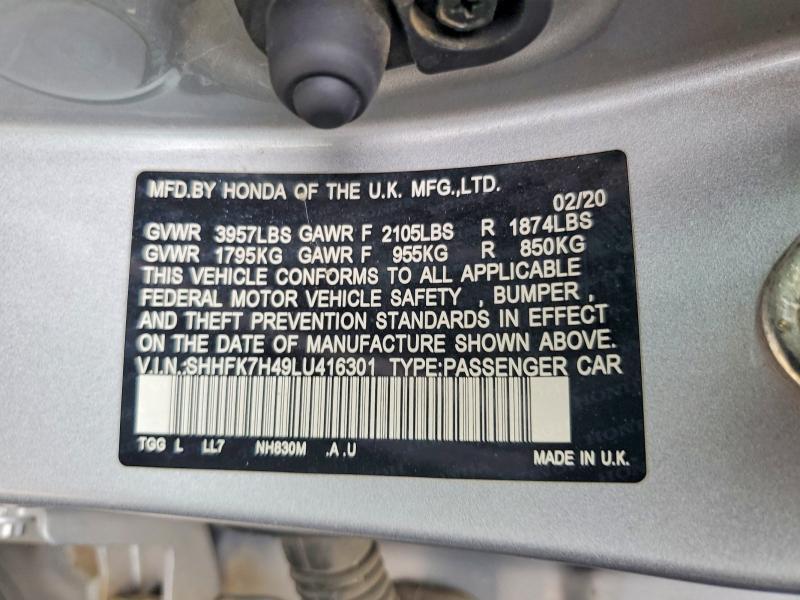 MFD.BY HONDA OF THE U.K. MFG.,LTD.
02/20
GVWR 3957LBS GAWR F 2105LBS R 1874LBS
GVWR 1795KG GAWR F 955KG R 850KG
THIS VEHICLE CONFORMS TO ALL APPLICABLE
FEDERAL MOTOR VEHICLE SAFETY , BUMPER ,
AND THEFT PREVENTION STANDARDS IN EFFECT
ON THE DATE OF MANUFACTURE SHOWN ABOVE.
V.I.N.:SHHFK7H49LU416301 TYPE:PASSENGER CAR
TGG L LL7 NH830M .A .U
MADE IN U.K.